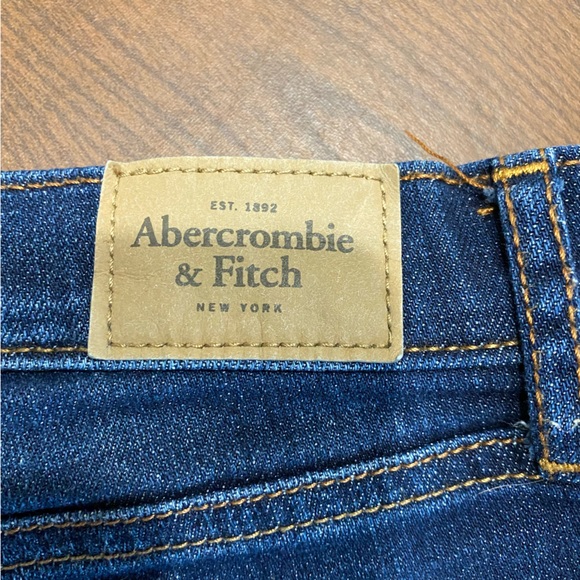 EST. 1892
Abercrombie
& Fitch
NEW YORK